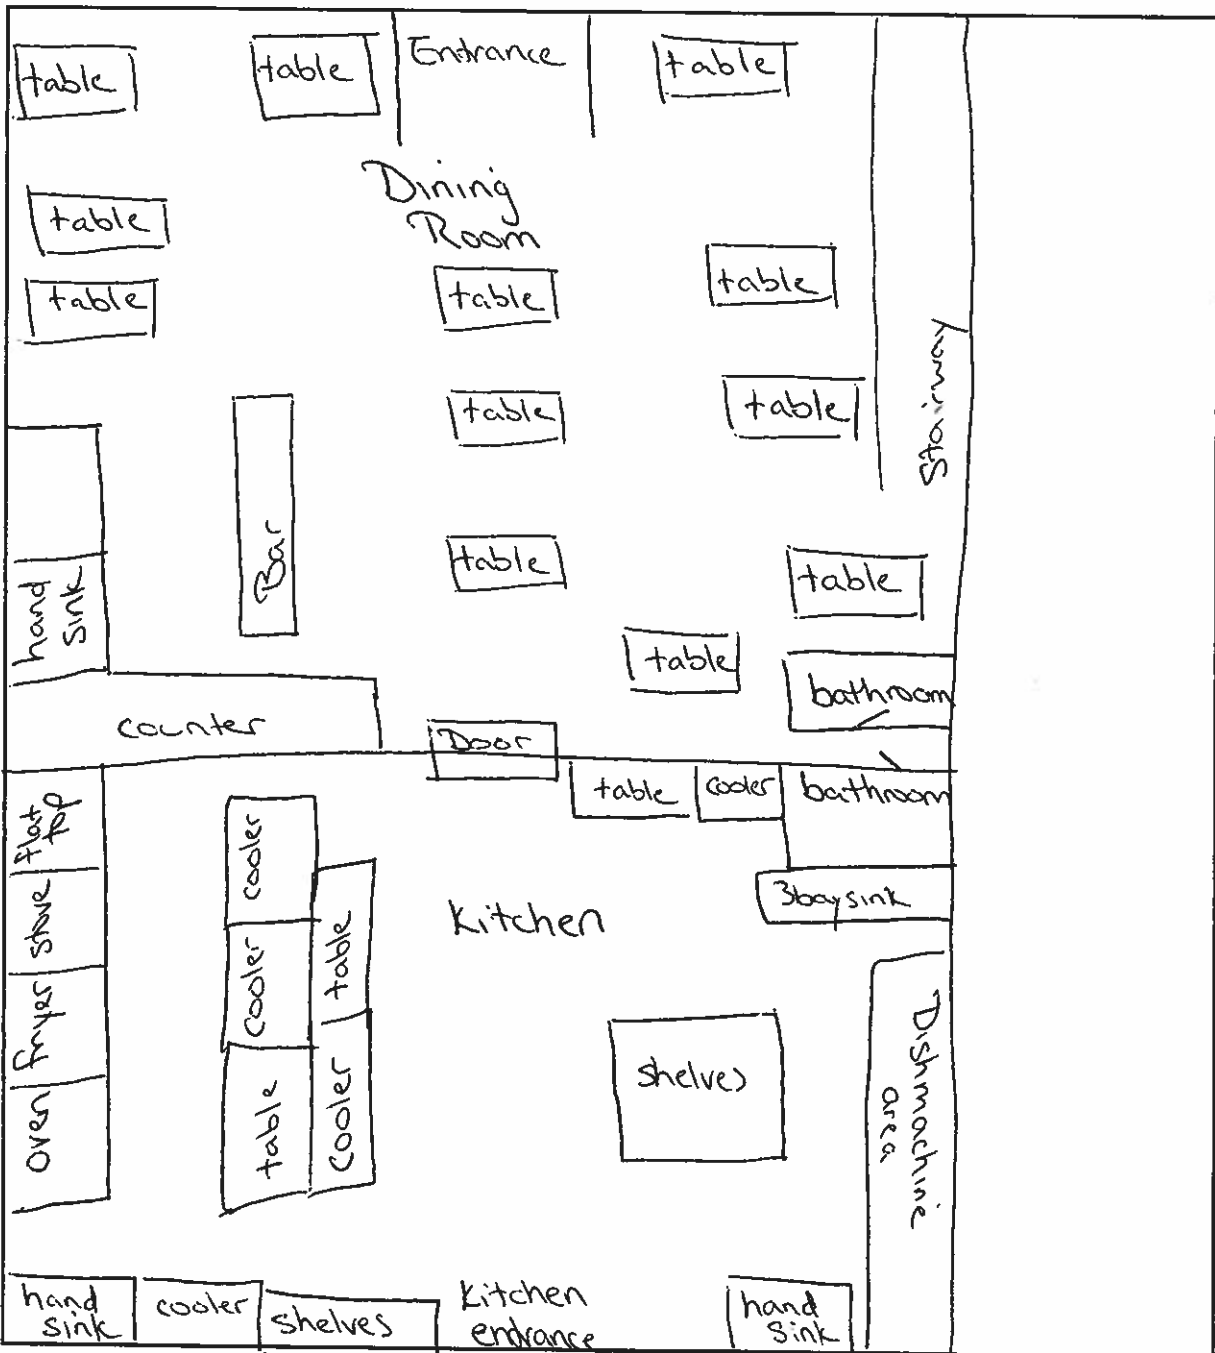 table
table
Entrance
table
Dining
Room
table
table
table
table
table
table
Stairway
Bar
table
table
hand
sink
table
bathroom
counter
Door
table
cooler
bathroom
flat
top
cooler
stove
cooler
table
Kitchen
3baysink
fryer
oven
table
cooler
shelves
Dishmachine
area
hand
sink
cooler
shelves
Kitchen
entrance
hand
sink